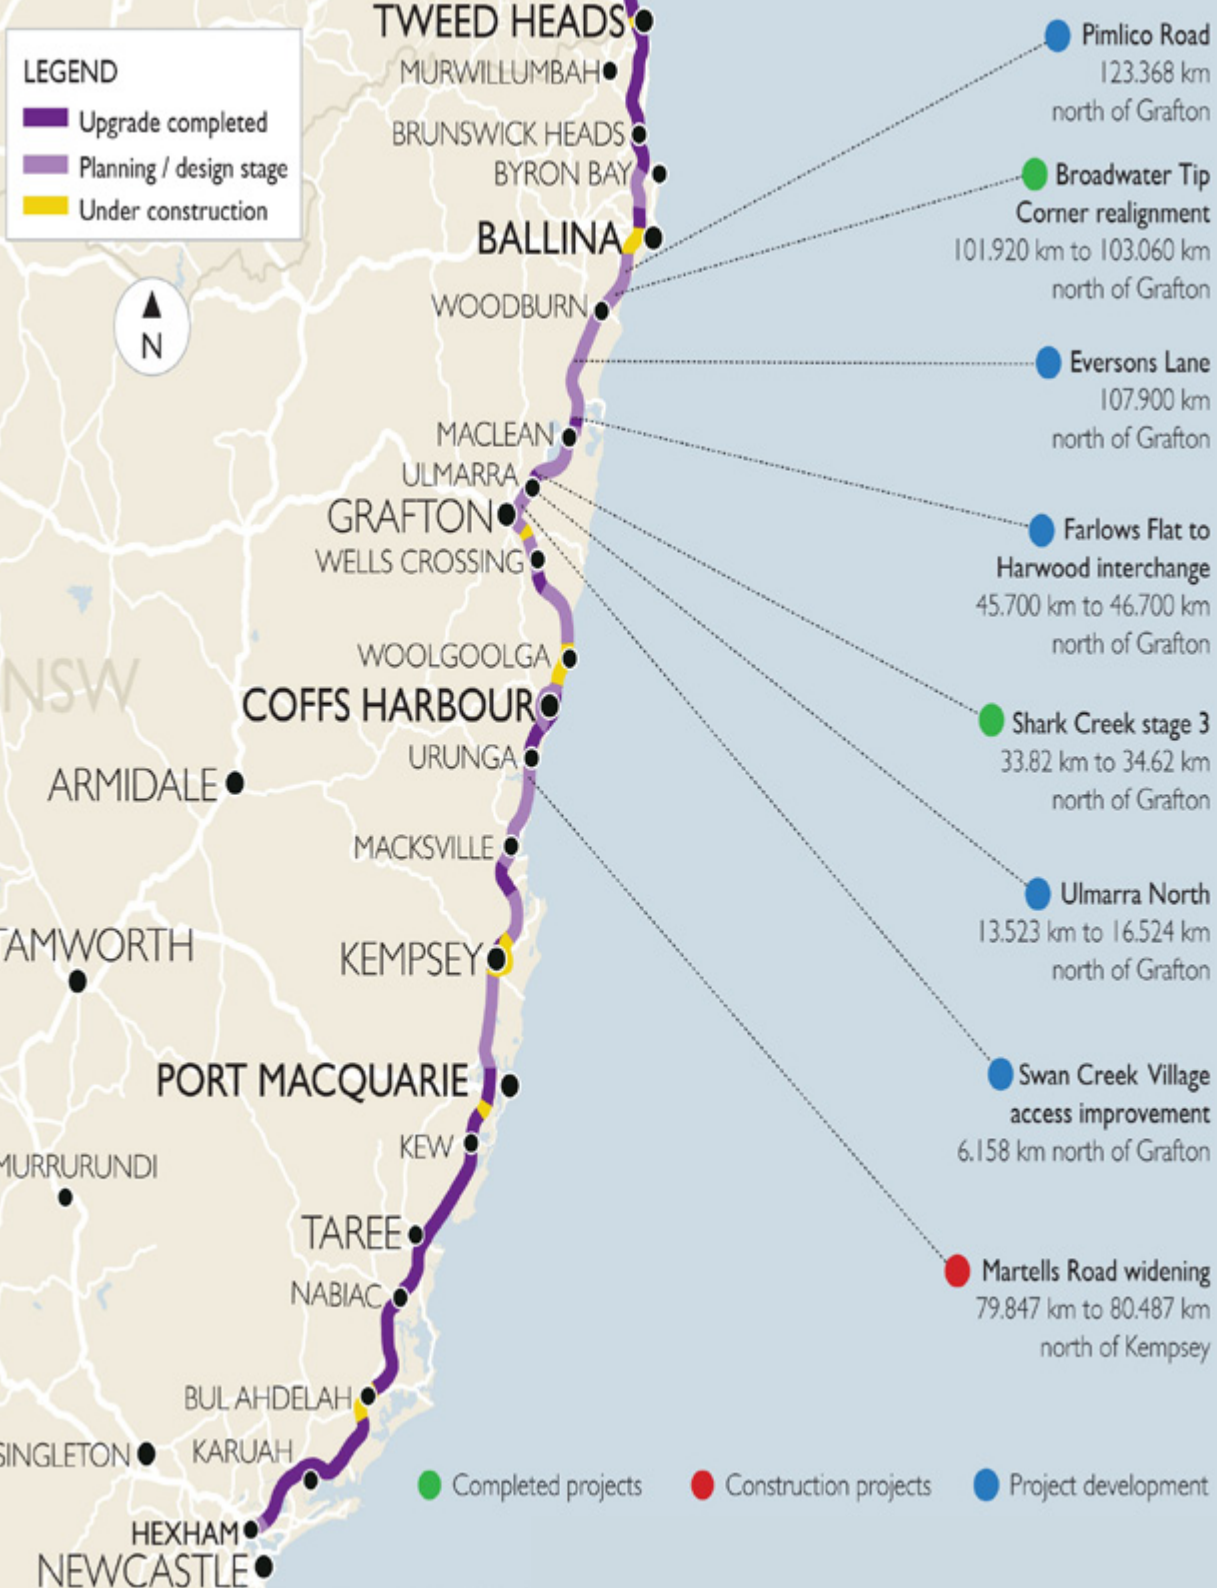 TWEED HEADS
MURWILLUMBAH
BRUNSWICK HEADS
BYRON BAY
BALLINA
WOODBURN
MACLEAN
ULMARRA
GRAFTON
WELLS CROSSING
WOOLGOOLGA
COFFS HARBOUR
URUNGA
ARMIDALE
MACKSVILLE
TAMWORTH
KEMPSEY
PORT MACQUARIE
KEW
MURRURUNDI
TAREE
NABIAC
BULAHDELAH
SINGLETON
KARUAH
HEXHAM
NEWCASTLE
NSW
LEGEND
Upgrade completed
Planning / design stage
Under construction
N
Pimlico Road
123.368 km
north of Grafton
Broadwater Tip
Corner realignment
101.920 km to 103.060 km
north of Grafton
Eversons Lane
107.900 km
north of Grafton
Farlows Flat to
Harwood interchange
45.700 km to 46.700 km
north of Grafton
Shark Creek stage 3
33.82 km to 34.62 km
north of Grafton
Ulmarra North
13.523 km to 16.524 km
north of Grafton
Swan Creek Village
access improvement
6.158 km north of Grafton
Martells Road widening
79.847 km to 80.487 km
north of Kempsey
Completed projects
Construction projects
Project development